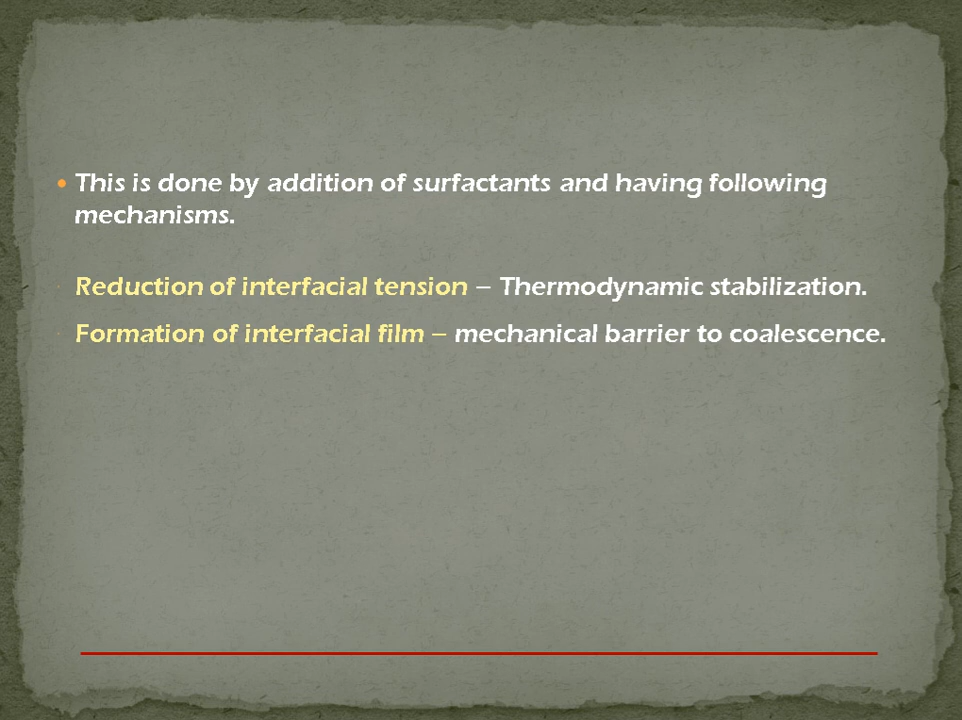 • This is done by addition of surfactants and having following
mechanisms.
Reduction of interfacial tension – Thermodynamic stabilization.
Formation of interfacial film – mechanical barrier to coalescence.